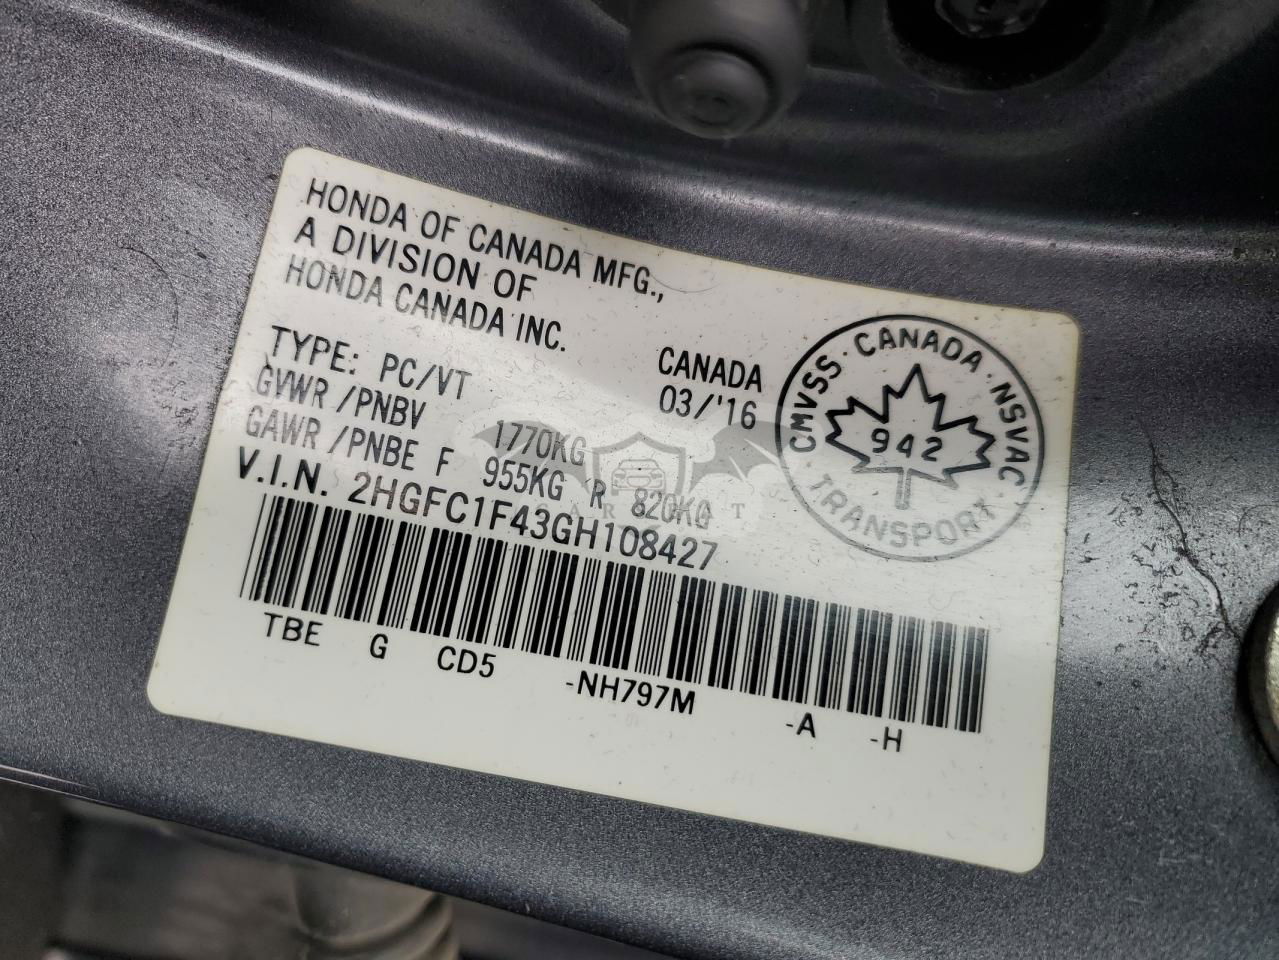 HONDA OF CANADA MFG.,
A DIVISION OF
HONDA CANADA INC.
CANADA
03/'16
TYPE: PC/VT
GVWR /PNBV 1770KG
GAWR /PNBE F 955KG R 820KG
V.I.N. 2HGFC1F43GH108427
TBE G CD5 -NH797M -A -H
CMVSS · CANADA · NSVAC · TRANSPORT ·
942